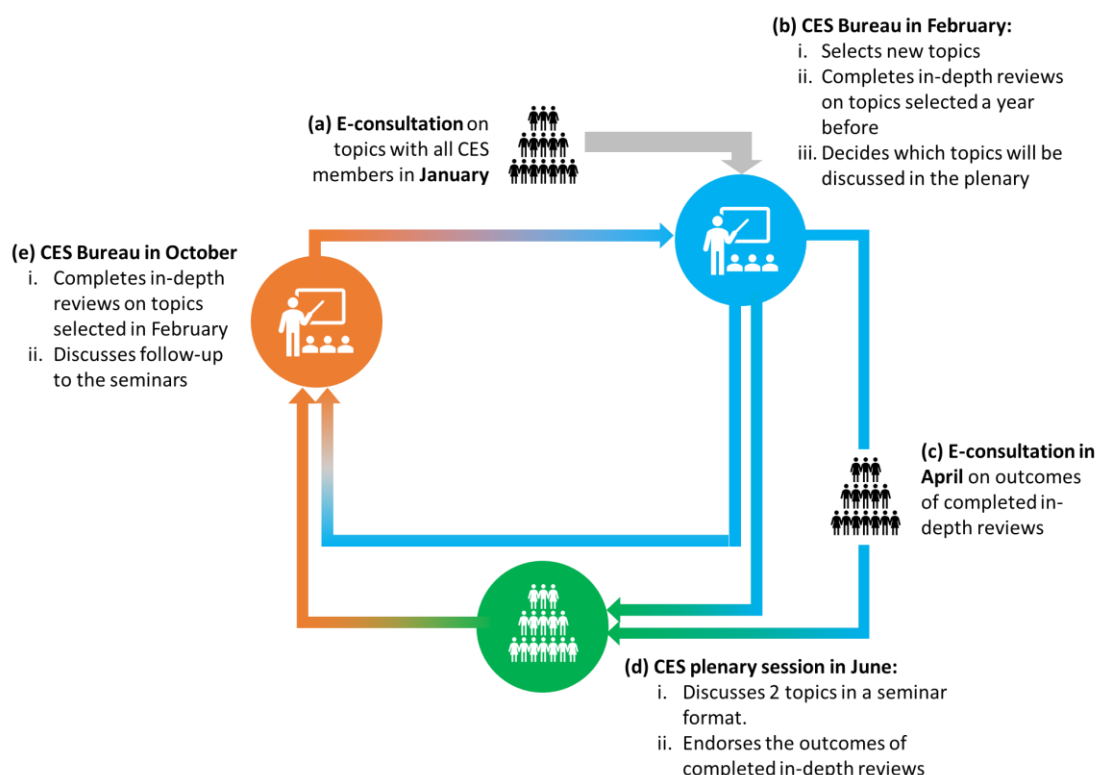 (b) CES Bureau in February:
i. Selects new topics
ii. Completes in-depth reviews
on topics selected a year
before
iii. Decides which topics will be
discussed in the plenary
(a) E-consultation on
topics with all CES
members in January
(e) CES Bureau in October
i. Completes in-depth
reviews on topics
selected in February
ii. Discusses follow-up
to the seminars
(c) E-consultation in
April on outcomes
of completed in-
depth reviews
(d) CES plenary session in June:
i. Discusses 2 topics in a seminar
format.
ii. Endorses the outcomes of
completed in-depth reviews